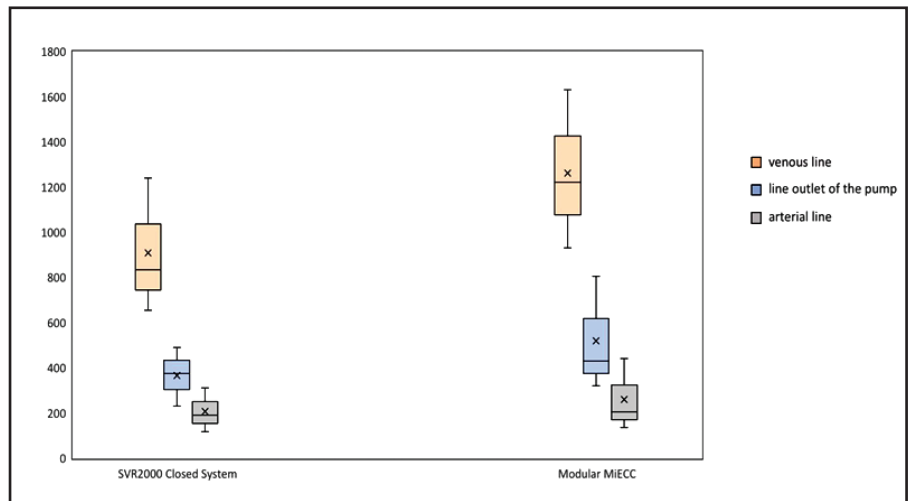 1800
1600
1400
1200
1000
800
600
400
200
0
SVR2000 Closed System
Modular MiECC
venous line
line outlet of the pump
arterial line